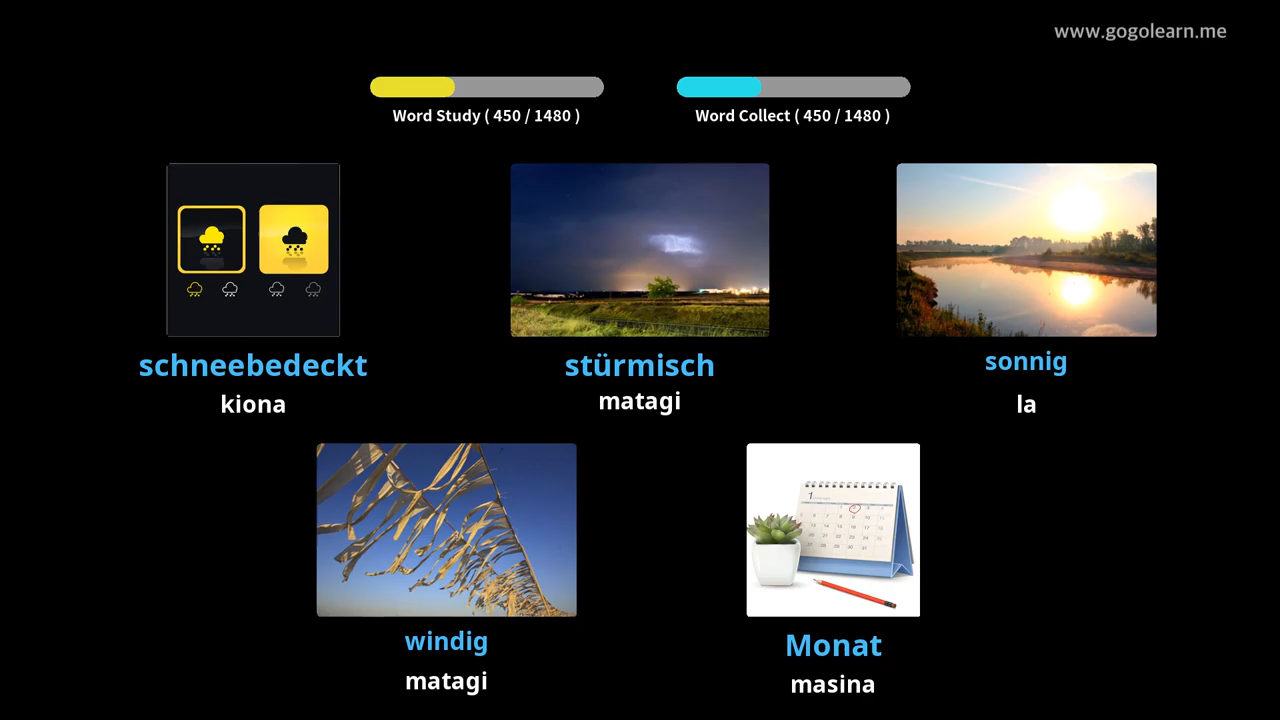 www.gogolearn.me
Word Study ( 450 / 1480 )
Word Collect ( 450 / 1480 )
schneebedeckt
kiona
stürmisch
matagi
sonnig
la
windig
matagi
Monat
masina